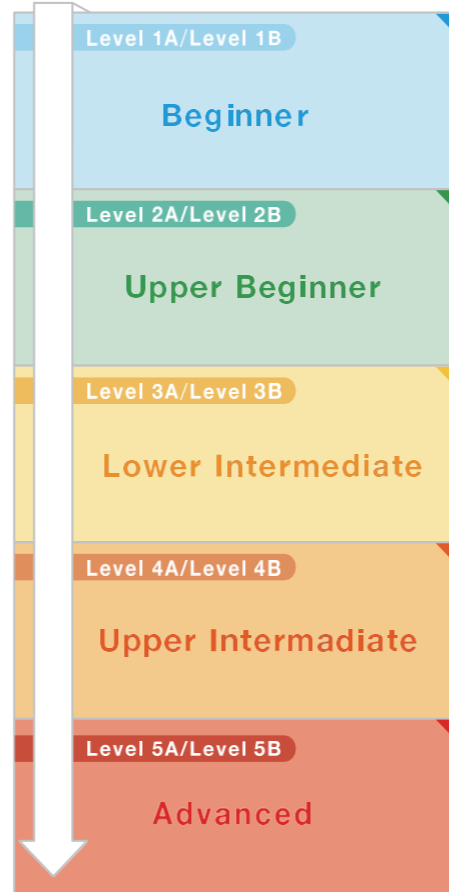 Level 1A/Level 1B
Beginner
Level 2A/Level 2B
Upper Beginner
Level 3A/Level 3B
Lower Intermediate
Level 4A/Level 4B
Upper Intermadiate
Level 5A/Level 5B
Advanced